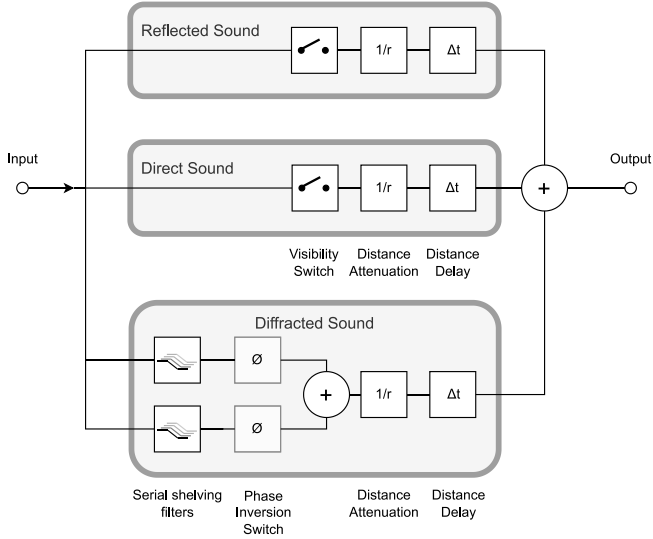 Reflected Sound
1/r
Δt
Input
Direct Sound
1/r
Δt
+
Output
Visibility
Switch
Distance
Attenuation
Distance
Delay
Diffracted Sound
Ø
+
1/r
Δt
Ø
Serial shelving
filters
Phase
Inversion
Switch
Distance
Attenuation
Distance
Delay